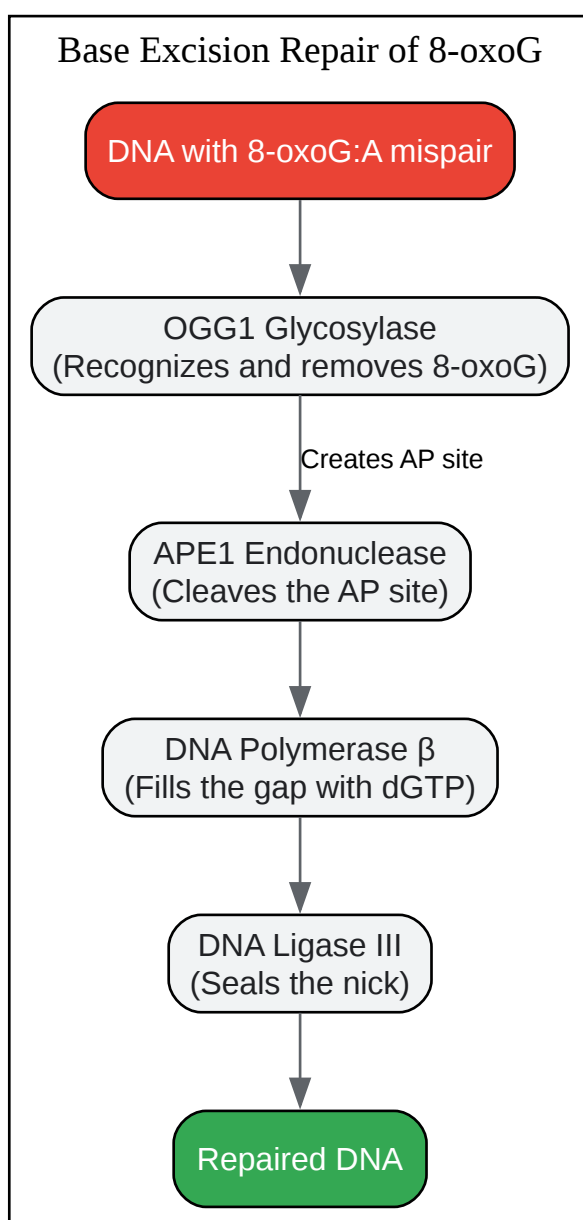 Base Excision Repair of 8-oxoG
DNA with 8-oxoG:A mispair
OGG1 Glycosylase
(Recognizes and removes 8-oxoG)
Creates AP site
APE1 Endonuclease
(Cleaves the AP site)
DNA Polymerase β
(Fills the gap with dGTP)
DNA Ligase III
(Seals the nick)
Repaired DNA